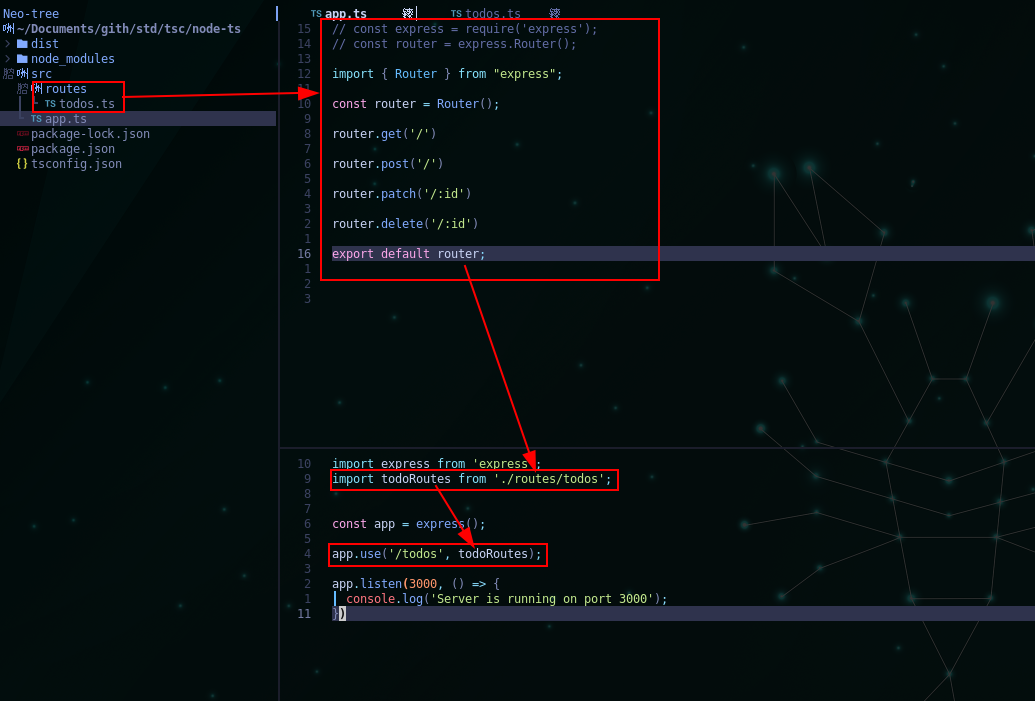 Neo-tree
~/Documents/gith/std/tsc/node-ts
dist
node_modules
src
routes
TS todos.ts
TS app.ts
package-lock.json
package.json
{} tsconfig.json
TS app.ts TS todos.ts
15 // const express = require('express');
14 // const router = express.Router();
13
12 import { Router } from "express";
10 const router = Router();
9
8 router.get('/')
7
6 router.post('/')
5
4 router.patch('/:id')
3
2 router.delete('/:id')
1
16 export default router;
1
2
3
10 import express from 'express';
9 import todoRoutes from './routes/todos';
8
7
6 const app = express();
5
4 app.use('/todos', todoRoutes);
3
2 app.listen(3000, () => {
1 console.log('Server is running on port 3000');
11 })